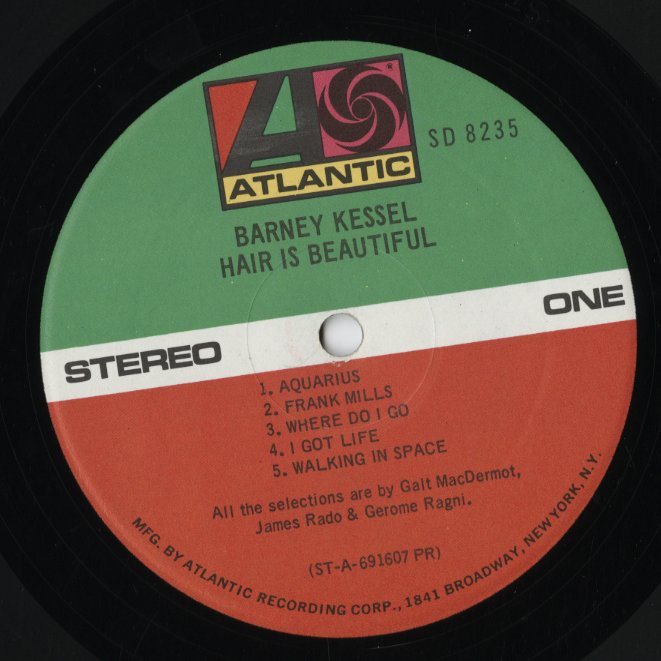 ATLANTIC
®
SD 8235
BARNEY KESSEL
HAIR IS BEAUTIFUL
STEREO
ONE
1. AQUARIUS
2. FRANK MILLS
3. WHERE DO I GO
4. I GOT LIFE
5. WALKING IN SPACE
All the selections are by Galt MacDermot,
James Rado & Gerome Ragni.
(ST-A-691607 PR)
MFG. BY ATLANTIC RECORDING CORP., 1841 BROADWAY, NEW YORK, N.Y.